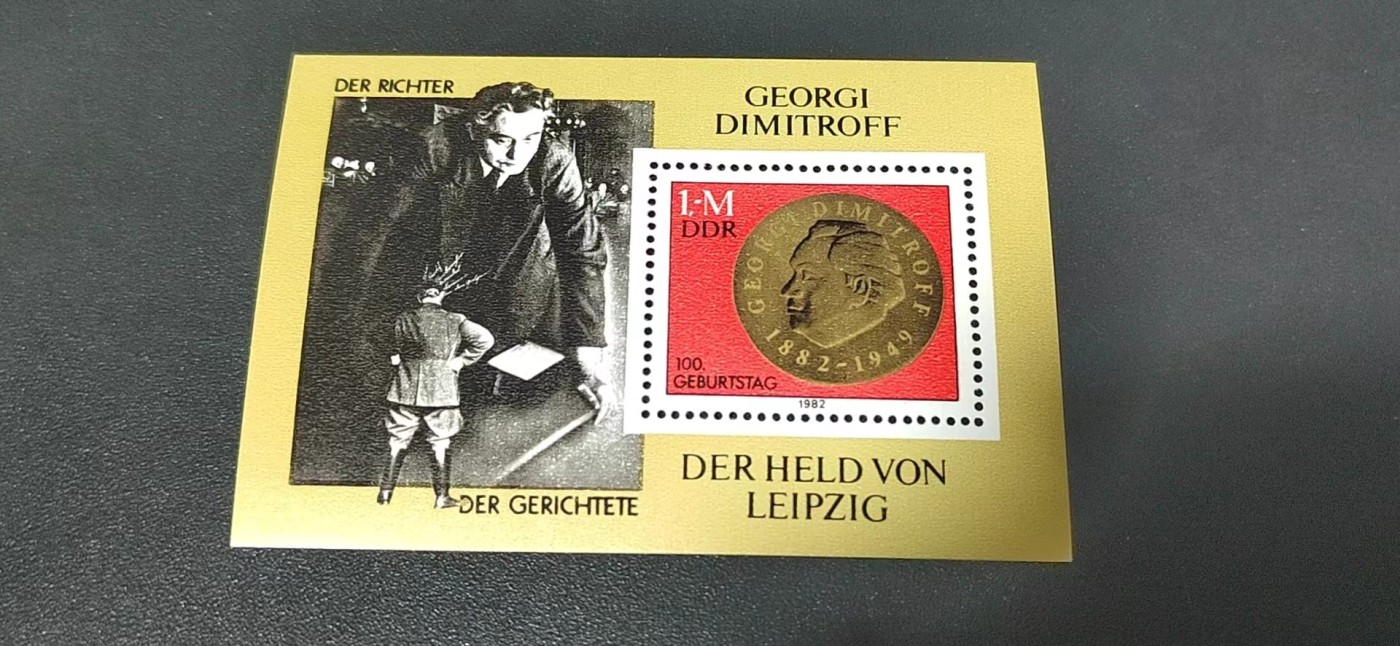 DER RICHTER
GEORGI
DIMITROFF
1,-M
DDR
GEORGI DIMITROFF
1882-1949
100.
GEBURTSTAG
1982
DER HELD VON
LEIPZIG
DER GERICHTETE